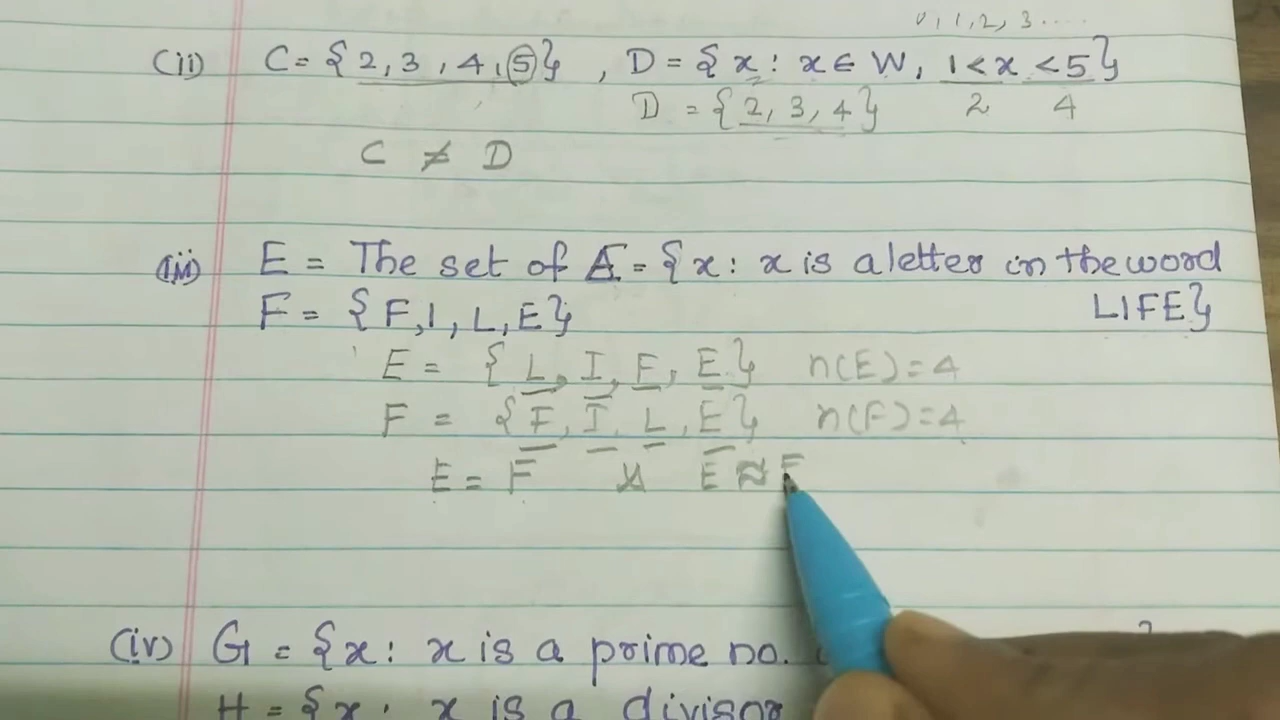 0, 1, 2, 3 ....
(ii) C = {2, 3, 4, 5} , D = {x : x ∈ W, 1 < x < 5}
D = {2, 3, 4} 2 4
C ≠ D
(iii) E = The set of A = {x : x is a letter in the word
F = {F, I, L, E} LIFE}
E = {L, I, F, E} n(E) = 4
F = {F, I, L, E} n(F) = 4
E = F E ≈ F
(iv) G = {x : x is a prime no.
H = {x : x is a divisor